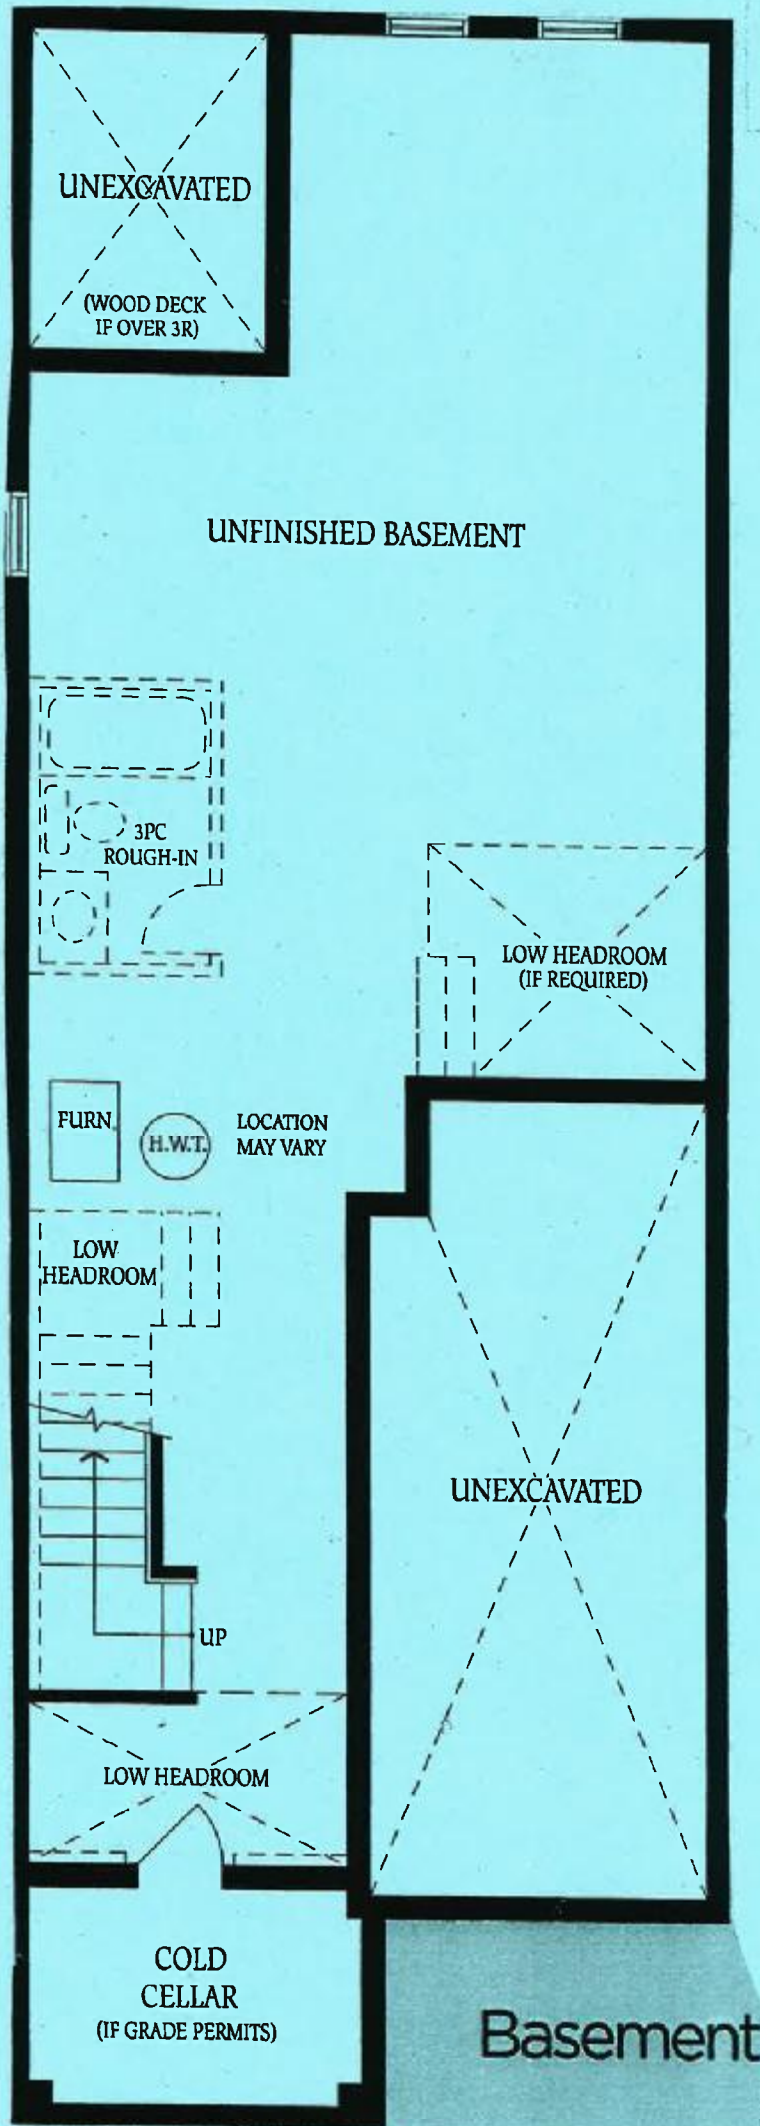 UNEXCAVATED
(WOOD DECK
IF OVER 3R)
UNFINISHED BASEMENT
3PC
ROUGH-IN
LOW HEADROOM
(IF REQUIRED)
FURN.
H.W.T.
LOCATION
MAY VARY
LOW
HEADROOM
UNEXCAVATED
UP
LOW HEADROOM
COLD
CELLAR
(IF GRADE PERMITS)
Basement